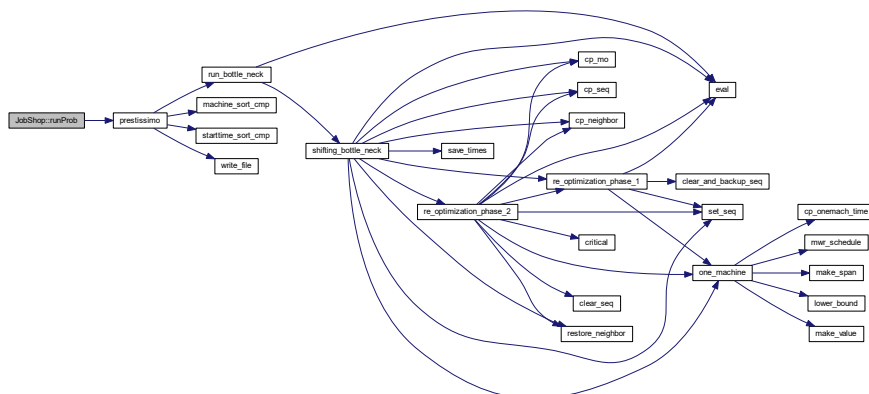 JobShop::runProb
prestissimo
run_bottle_neck
machine_sort_cmp
starttime_sort_cmp
write_file
shifting_bottle_neck
eval
cp_mo
cp_seq
cp_neighbor
save_times
re_optimization_phase_2
re_optimization_phase_1
clear_and_backup_seq
set_seq
critical
one_machine
clear_seq
restore_neighbor
cp_onemach_time
mwr_schedule
make_span
lower_bound
make_value